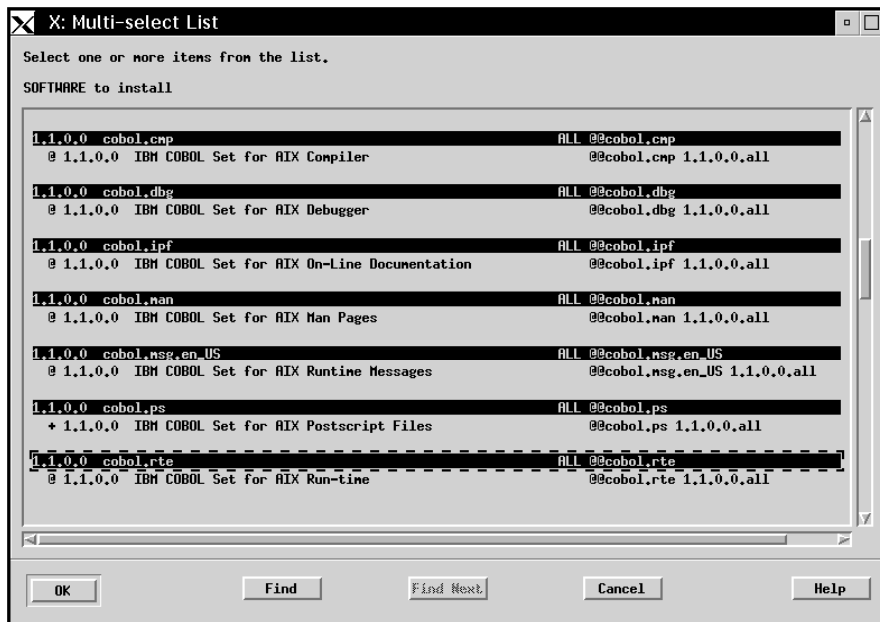 X: Multi-select List
Select one or more items from the list.
SOFTWARE to install
1.1.0.0 cobol.cmp ALL @@cobol.cmp
@ 1.1.0.0 IBM COBOL Set for AIX Compiler @@cobol.cmp 1.1.0.0.all
1.1.0.0 cobol.dbg ALL @@cobol.dbg
@ 1.1.0.0 IBM COBOL Set for AIX Debugger @@cobol.dbg 1.1.0.0.all
1.1.0.0 cobol.ipf ALL @@cobol.ipf
@ 1.1.0.0 IBM COBOL Set for AIX On-Line Documentation @@cobol.ipf 1.1.0.0.all
1.1.0.0 cobol.man ALL @@cobol.man
@ 1.1.0.0 IBM COBOL Set for AIX Man Pages @@cobol.man 1.1.0.0.all
1.1.0.0 cobol.msg.en_US ALL @@cobol.msg.en_US
@ 1.1.0.0 IBM COBOL Set for AIX Runtime Messages @@cobol.msg.en_US 1.1.0.0.all
1.1.0.0 cobol.ps ALL @@cobol.ps
+ 1.1.0.0 IBM COBOL Set for AIX Postscript Files @@cobol.ps 1.1.0.0.all
1.1.0.0 cobol.rte ALL @@cobol.rte
@ 1.1.0.0 IBM COBOL Set for AIX Run-time @@cobol.rte 1.1.0.0.all
OK Find Find Next Cancel Help